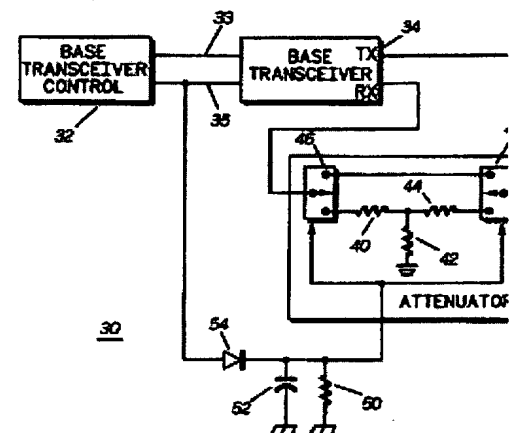 33
34
BASE
TRANSCEIVER
CONTROL
BASE
TRANSCEIVER
TX
RX
32
35
46
44
40
42
ATTENUATOR
30
54
52
50